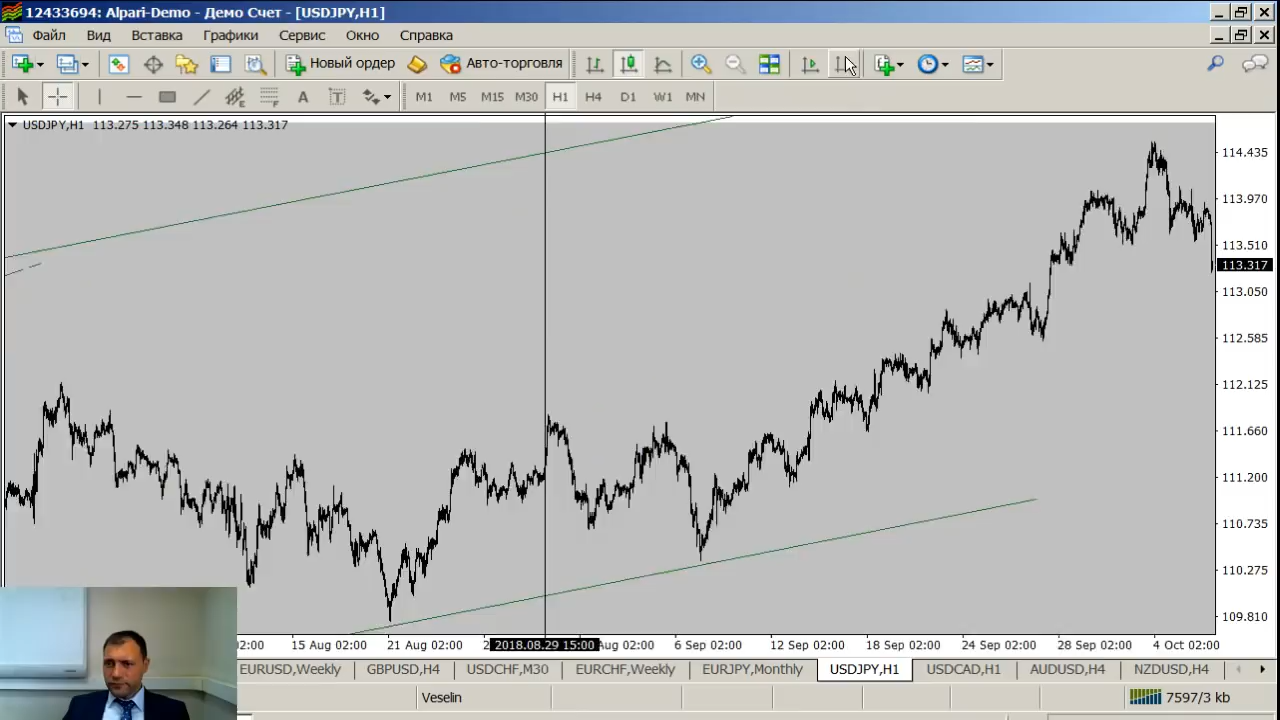 12433694: Alpari-Demo - Демо Счет - [USDJPY,H1]
Файл Вид Вставка Графики Сервис Окно Справка
Новый ордер Авто-торговля
A T M1 M5 M15 M30 H1 H4 D1 W1 MN
USDJPY,H1 113.275 113.348 113.264 113.317
114.435
113.970
113.510
113.317
113.050
112.585
112.125
111.660
111.200
110.735
110.275
109.810
02:00 15 Aug 02:00 21 Aug 02:00 2 2018.08.29 15:00 Aug 02:00 6 Sep 02:00 12 Sep 02:00 18 Sep 02:00 24 Sep 02:00 28 Sep 02:00 4 Oct 02:00
EURUSD,Weekly GBPUSD,H4 USDCHF,M30 EURCHF,Weekly EURJPY,Monthly USDJPY,H1 USDCAD,H1 AUDUSD,H4 NZDUSD,H4
Veselin 7597/3 kb